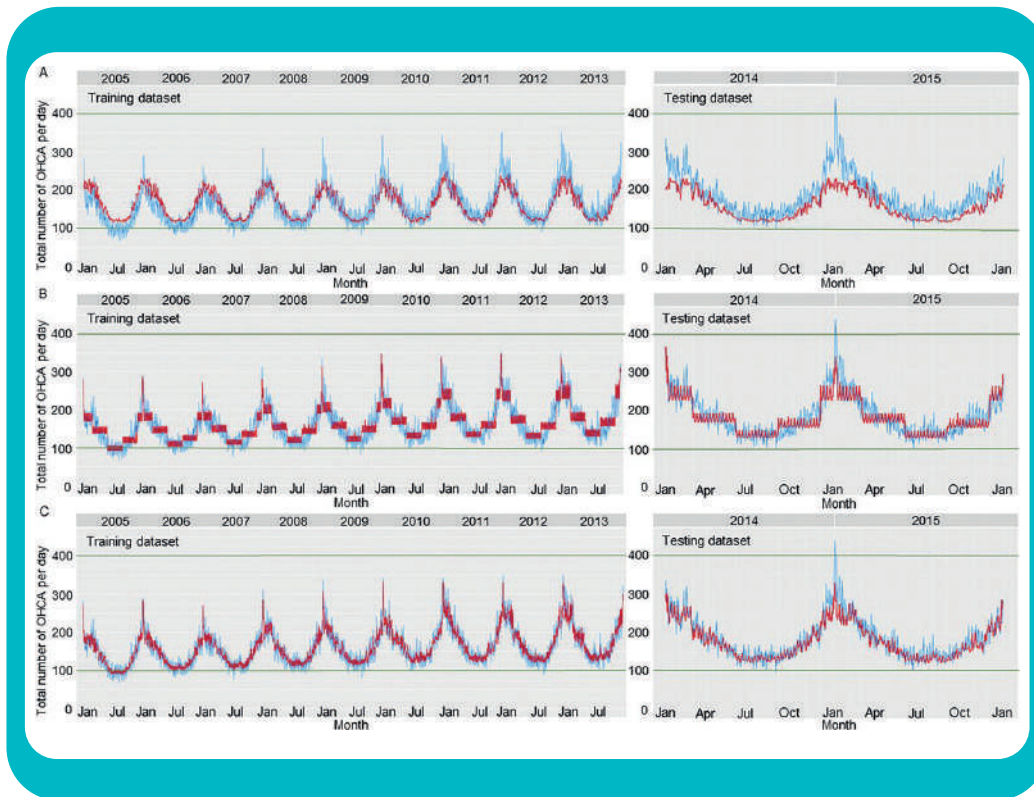 A
2005 2006 2007 2008 2009 2010 2011 2012 2013 2014 2015
Training dataset Testing dataset
Total number of OHCA per day
400 400
300 300
200 200
100 100
0 0
Jan Jul Jan Jul Jan Jul Jan Jul Jan Jul Jan Jul Jan Jul Jan Jul Jan Jul Jan Apr Jul Oct Jan Apr Jul Oct Jan
Month Month
B
2005 2006 2007 2008 2009 2010 2011 2012 2013 2014 2015
Training dataset Testing dataset
Total number of OHCA per day
400 400
300 300
200 200
100 100
0 0
Jan Jul Jan Jul Jan Jul Jan Jul Jan Jul Jan Jul Jan Jul Jan Jul Jan Jul Jan Apr Jul Oct Jan Apr Jul Oct Jan
Month Month
C
2005 2006 2007 2008 2009 2010 2011 2012 2013 2014 2015
Training dataset Testing dataset
Total number of OHCA per day
400 400
300 300
200 200
100 100
0 0
Jan Jul Jan Jul Jan Jul Jan Jul Jan Jul Jan Jul Jan Jul Jan Jul Jan Jul Jan Apr Jul Oct Jan Apr Jul Oct Jan
Month Month